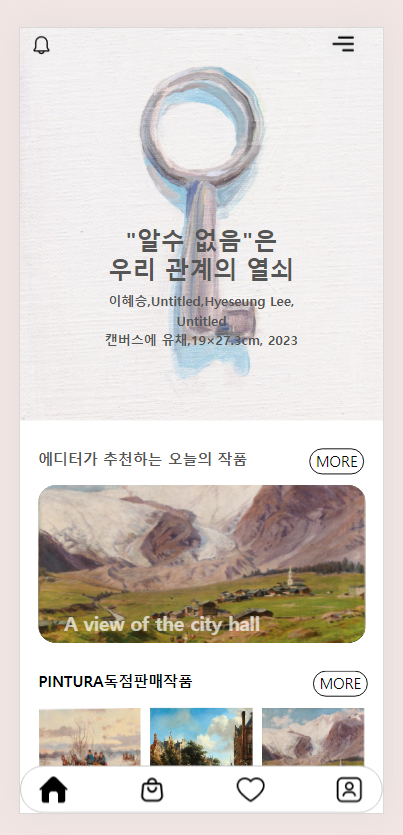 "알수 없음"은
우리 관계의 열쇠
이혜승,Untitled,Hyeseung Lee,
Untitled
캔버스에 유채,19×27.3cm, 2023
에디터가 추천하는 오늘의 작품
MORE
A view of the city hall
PINTURA독점판매작품
MORE